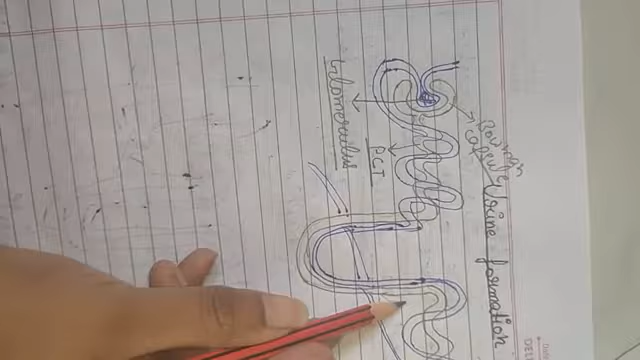 Urine formation
Bowman
Capsule
Glomerulus
PCT